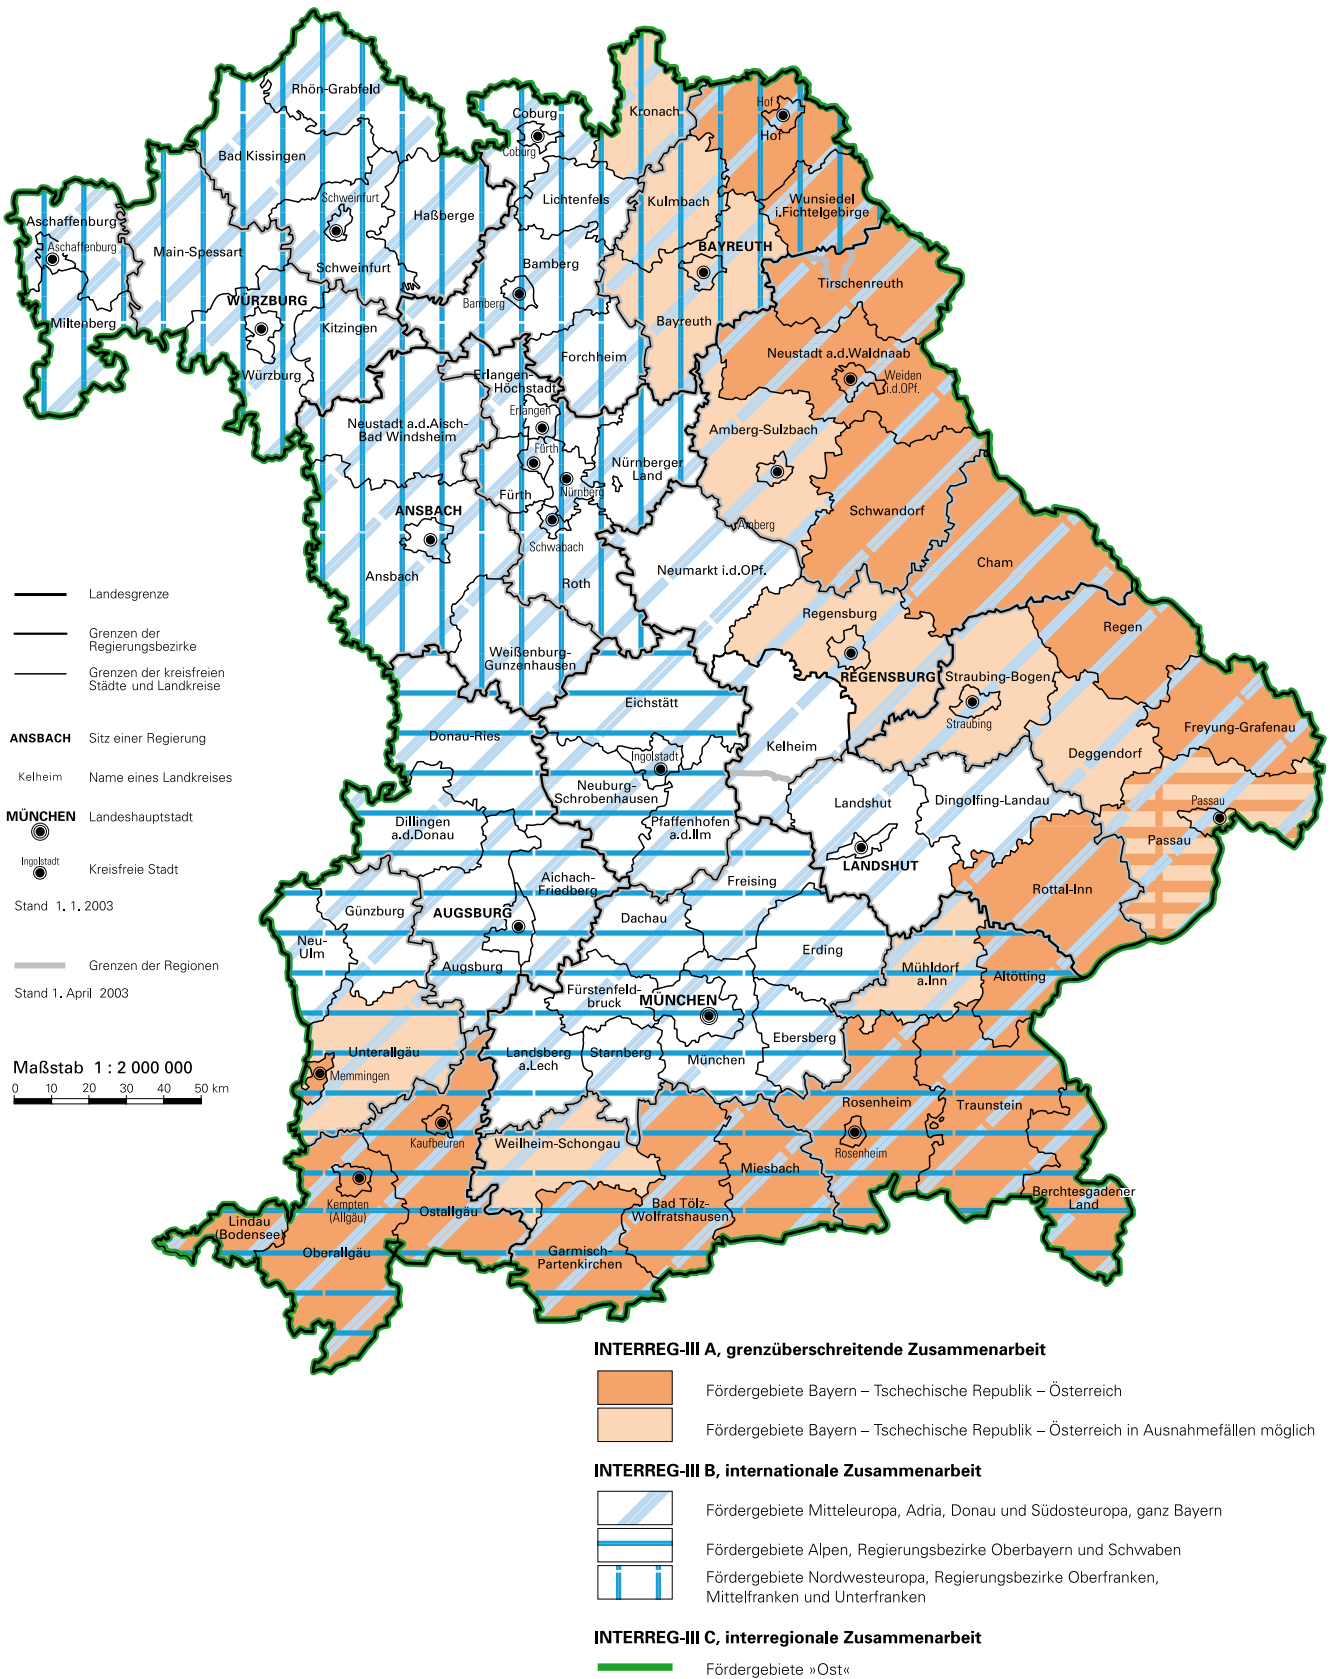 Rhön-Grabfeld
Coburg
Coburg
Kronach
Hof
Hof
Bad Kissingen
Lichtenfels
Kulmbach
Wunsiedel
i.Fichtelgebirge
Schweinfurt
Haßberge
Aschaffenburg
Aschaffenburg
Main-Spessart
Schweinfurt
Bamberg
Bamberg
BAYREUTH
Tirschenreuth
WÜRZBURG
Miltenberg
Kitzingen
Bayreuth
Würzburg
Forchheim
Erlangen-
Höchstadt
Neustadt a.d.Waldnaab
Weiden
i.d.OPf.
Erlangen
Neustadt a.d.Aisch-
Bad Windsheim
Amberg-Sulzbach
Fürth
Nürnberger
Land
Fürth
Nürnberg
ANSBACH
Schwabach
Amberg
Schwandorf
Ansbach
Roth
Neumarkt i.d.OPf.
Cham
Regensburg
Regen
Weißenburg-
Gunzenhausen
REGENSBURG
Straubing-Bogen
Straubing
Eichstätt
Freyung-Grafenau
Donau-Ries
Kelheim
Deggendorf
Ingolstadt
Neuburg-
Schrobenhausen
Landshut
Dingolfing-Landau
Passau
Dillingen
a.d.Donau
Pfaffenhofen
a.d.Ilm
Passau
LANDSHUT
Aichach-
Friedberg
Freising
Rottal-Inn
Günzburg
AUGSBURG
Dachau
Neu-
Ulm
Augsburg
Erding
Mühldorf
a.Inn
Altötting
Fürstenfeld-
bruck
MÜNCHEN
Ebersberg
Unterallgäu
Landsberg
a.Lech
Starnberg
München
Memmingen
Rosenheim
Traunstein
Kaufbeuren
Weilheim-Schongau
Rosenheim
Miesbach
Kempten
(Allgäu)
Ostallgäu
Bad Tölz-
Wolfratshausen
Berchtesgadener
Land
Lindau
(Bodensee)
Oberallgäu
Garmisch-
Partenkirchen
Landesgrenze
Grenzen der
Regierungsbezirke
Grenzen der kreisfreien
Städte und Landkreise
ANSBACH Sitz einer Regierung
Kelheim Name eines Landkreises
MÜNCHEN Landeshauptstadt
Ingolstadt
Kreisfreie Stadt
Stand 1. 1. 2003
Grenzen der Regionen
Stand 1. April 2003
Maßstab 1 : 2 000 000
0 10 20 30 40 50 km
INTERREG-III A, grenzüberschreitende Zusammenarbeit
Fördergebiete Bayern – Tschechische Republik – Österreich
Fördergebiete Bayern – Tschechische Republik – Österreich in Ausnahmefällen möglich
INTERREG-III B, internationale Zusammenarbeit
Fördergebiete Mitteleuropa, Adria, Donau und Südosteuropa, ganz Bayern
Fördergebiete Alpen, Regierungsbezirke Oberbayern und Schwaben
Fördergebiete Nordwesteuropa, Regierungsbezirke Oberfranken,
Mittelfranken und Unterfranken
INTERREG-III C, interregionale Zusammenarbeit
Fördergebiete »Ost«